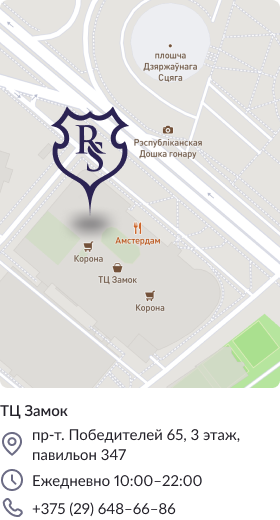 плошча
Дзяржаўнага
Сцяга
Рэспубліканская
Дошка гонару
RS
Амстердам
Корона
ТЦ Замок
Корона
ТЦ Замок
пр-т. Победителей 65, 3 этаж,
павильон 347
Ежедневно 10:00–22:00
+375 (29) 648–66–86